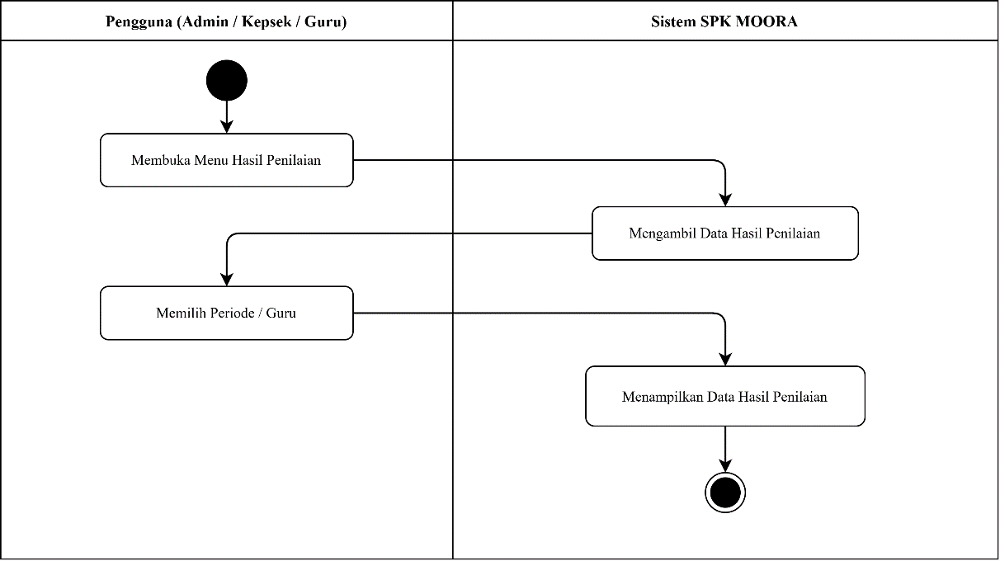 Pengguna (Admin / Kepsek / Guru)
Sistem SPK MOORA
Membuka Menu Hasil Penilaian
Mengambil Data Hasil Penilaian
Memilih Periode / Guru
Menampilkan Data Hasil Penilaian